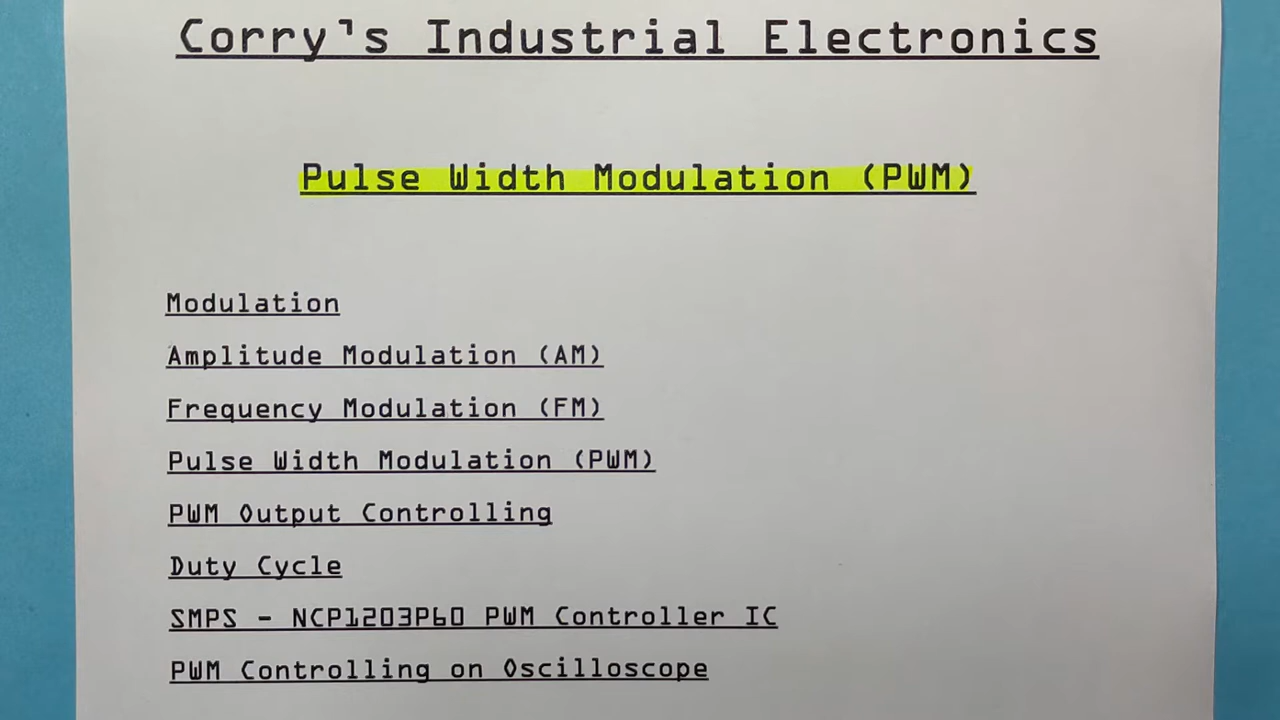 Corry's Industrial Electronics
Pulse Width Modulation (PWM)
Modulation
Amplitude Modulation (AM)
Frequency Modulation (FM)
Pulse Width Modulation (PWM)
PWM Output Controlling
Duty Cycle
SMPS - NCP1203P60 PWM Controller IC
PWM Controlling on Oscilloscope